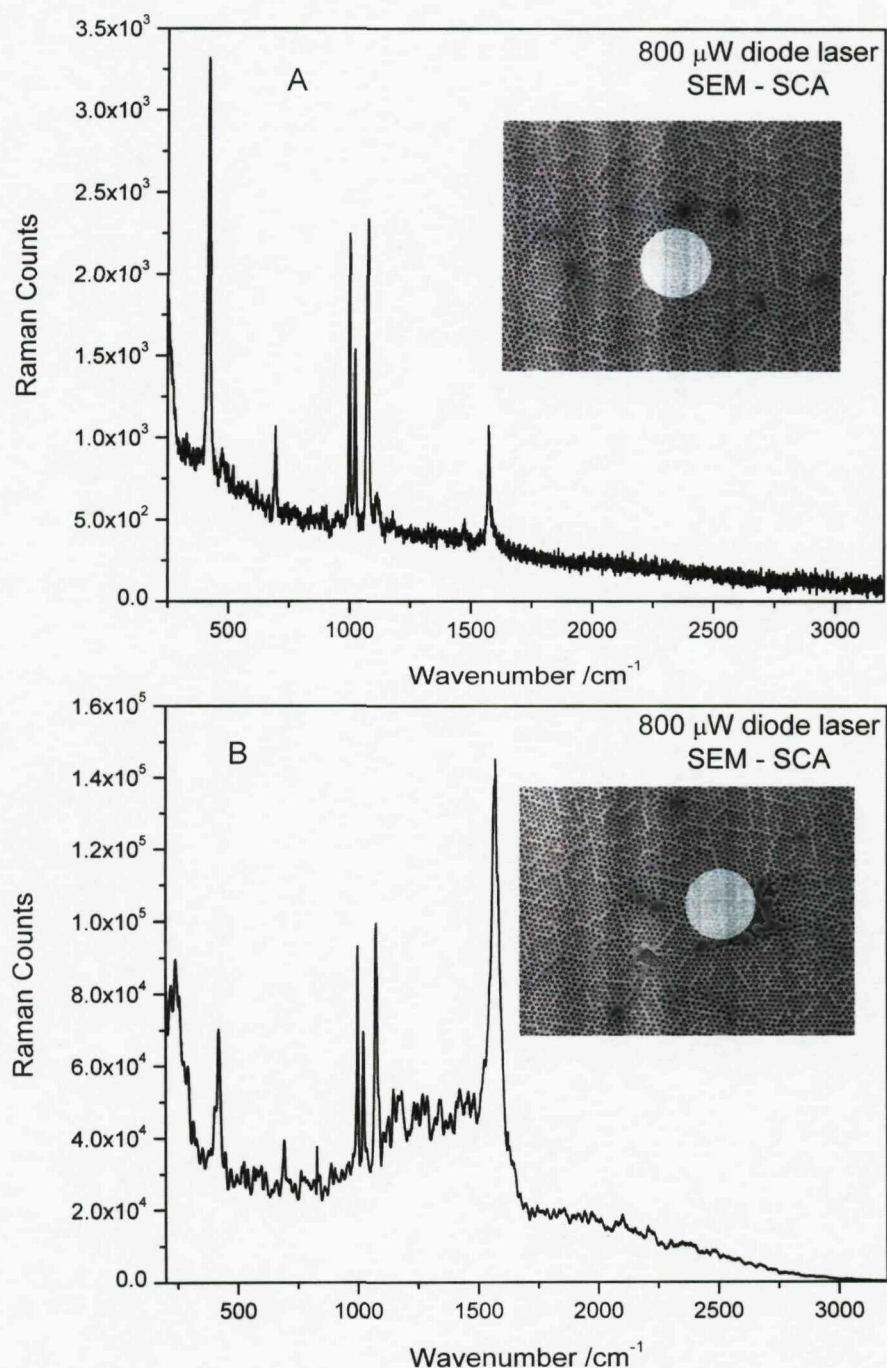 3.5x10³
A
800 μW diode laser
SEM - SCA
3.0x10³
2.5x10³
2.0x10³
1.5x10³
1.0x10³
5.0x10²
0.0
Raman Counts
500 1000 1500 2000 2500 3000
Wavenumber /cm⁻¹
1.6x10⁵
B
800 μW diode laser
SEM - SCA
1.4x10⁵
1.2x10⁵
1.0x10⁵
8.0x10⁴
6.0x10⁴
4.0x10⁴
2.0x10⁴
0.0
Raman Counts
500 1000 1500 2000 2500 3000
Wavenumber /cm⁻¹